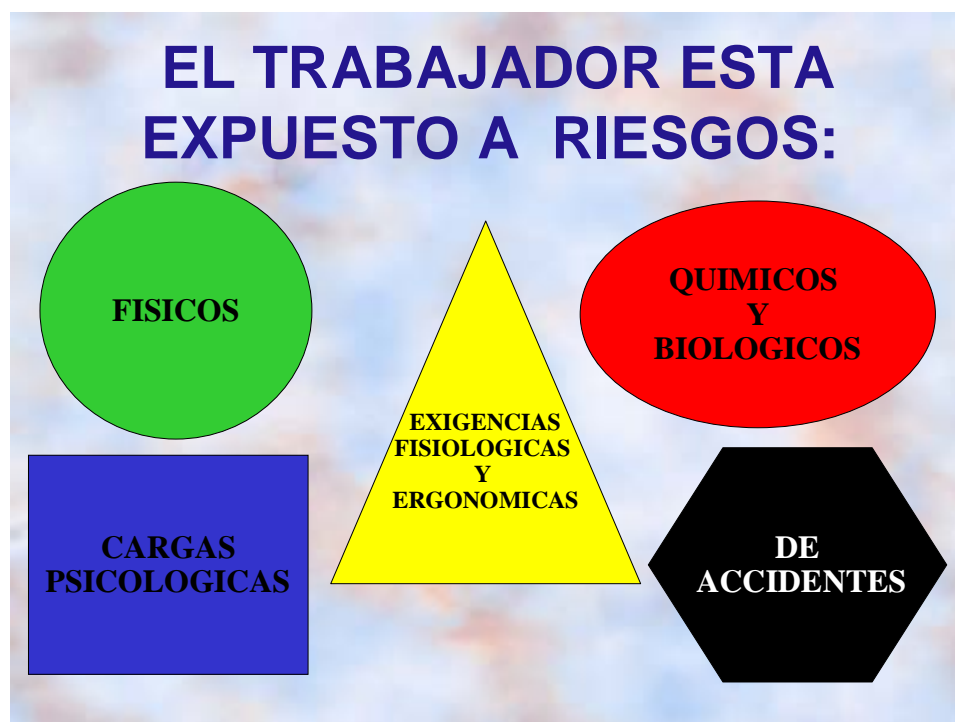 EL TRABAJADOR ESTA
EXPUESTO A RIESGOS:
FISICOS
QUIMICOS
Y
BIOLOGICOS
EXIGENCIAS
FISIOLOGICAS
Y
ERGONOMICAS
CARGAS
PSICOLOGICAS
DE
ACCIDENTES